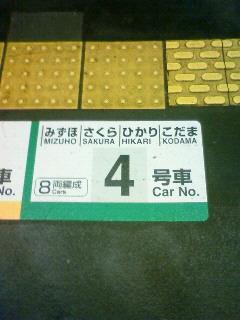 みずほ さくら ひかり こだま
MIZUHO SAKURA HIKARI KODAMA
車 8両編成 4 号車
No. Cars Car No.